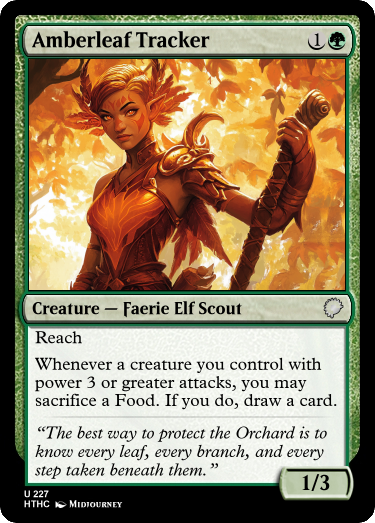 Amberleaf Tracker 1
Creature — Faerie Elf Scout
Reach
Whenever a creature you control with
power 3 or greater attacks, you may
sacrifice a Food. If you do, draw a card.
“The best way to protect the Orchard is to
know every leaf, every branch, and every
step taken beneath them.”
1/3
U 227
HTHC Midjourney